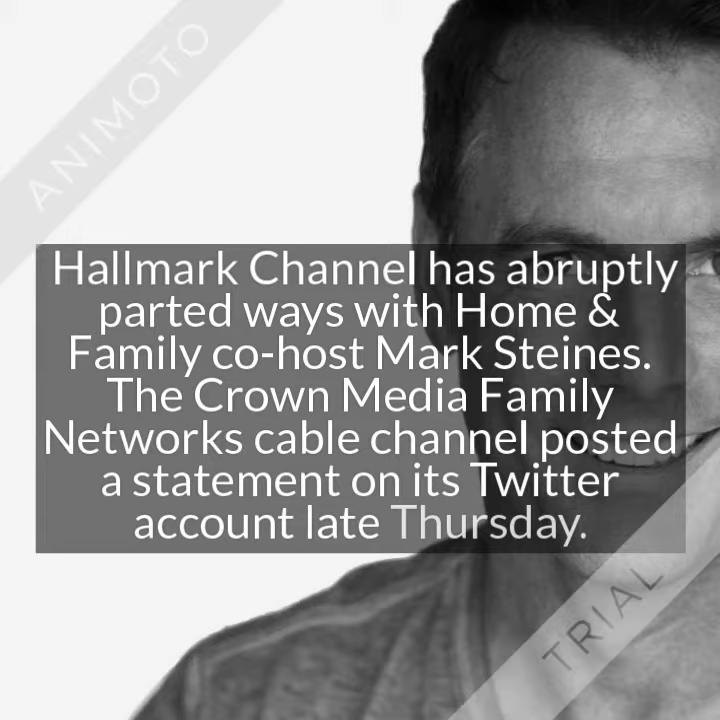 ANIMOTO
Hallmark Channel has abruptly
parted ways with Home &
Family co-host Mark Steines.
The Crown Media Family
Networks cable channel posted
a statement on its Twitter
account late Thursday.
TRIAL